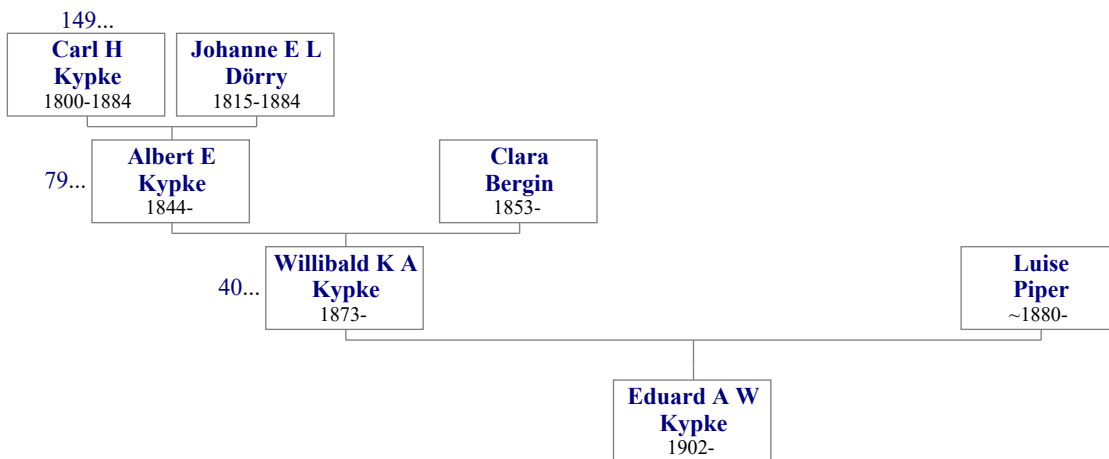 149...
Carl H
Kypke
1800-1884
Johanne E L
Dörry
1815-1884
79...
Albert E
Kypke
1844-
Clara
Bergin
1853-
40...
Willibald K A
Kypke
1873-
Luise
Piper
~1880-
Eduard A W
Kypke
1902-